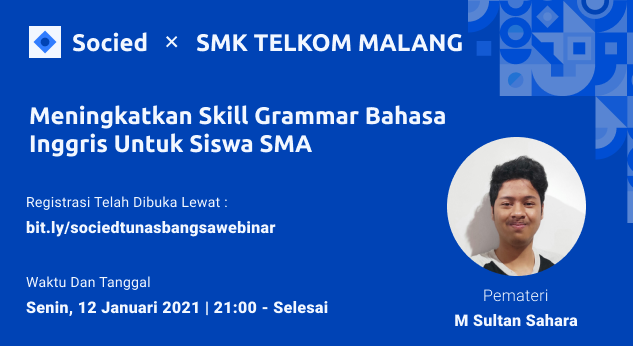 Socied × SMK TELKOM MALANG
Meningkatkan Skill Grammar Bahasa
Inggris Untuk Siswa SMA
Registrasi Telah Dibuka Lewat :
bit.ly/sociedtunasbangsawebinar
Waktu Dan Tanggal
Senin, 12 Januari 2021 | 21:00 - Selesai
Pemateri
M Sultan Sahara